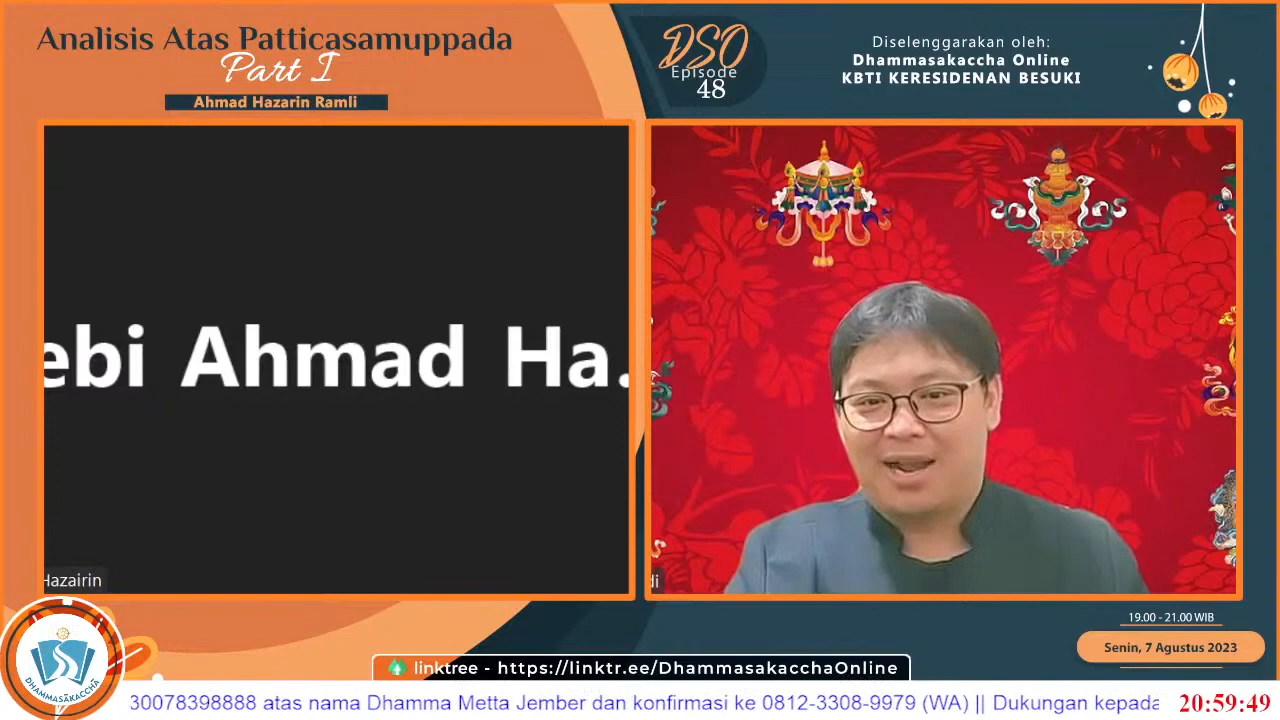 Analisis Atas Patticasamuppada
Part I
Ahmad Hazarin Ramli
DSO
Episode
48
Diselenggarakan oleh:
Dhammasakaccha Online
KBTI KERESIDENAN BESUKI
ebi Ahmad Ha.
Hazairin
di
19.00 - 21.00 WIB
Senin, 7 Agustus 2023
linktree - https://linktr.ee/DhammasakacchaOnline
DHAMMASĀKACCHĀ
30078398888 atas nama Dhamma Metta Jember dan konfirmasi ke 0812-3308-9979 (WA) || Dukungan kepada
20:59:49